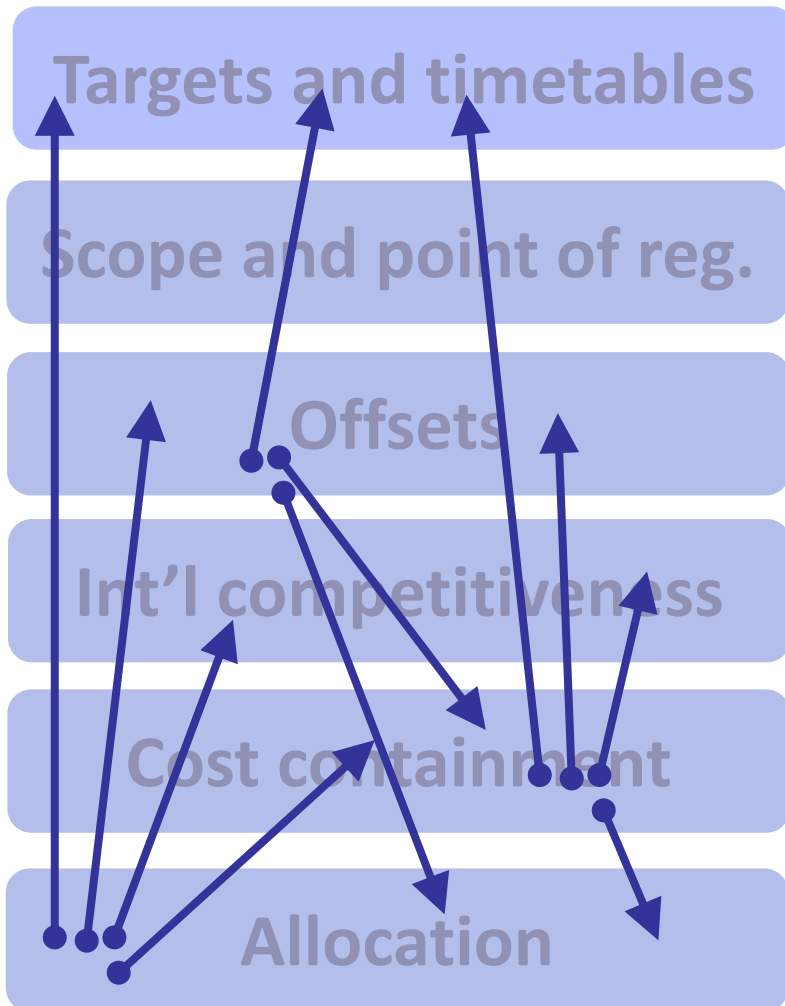 Targets and timetables
Scope and point of reg.
Offsets
Int’l competitiveness
Cost containment
Allocation